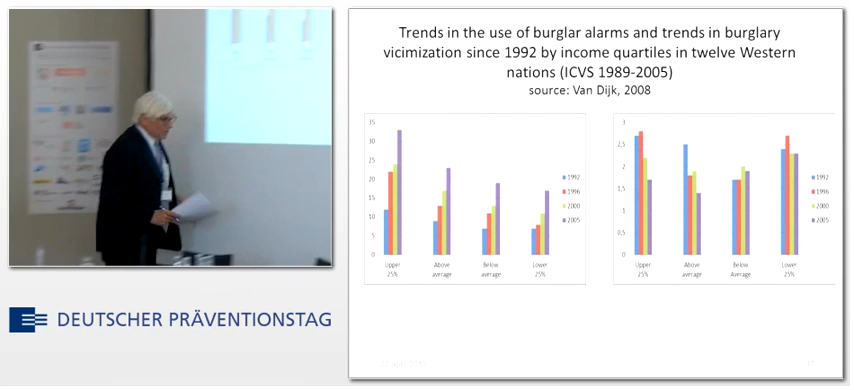 Trends in the use of burglar alarms and trends in burglary
vicimization since 1992 by income quartiles in twelve Western
nations (ICVS 1989-2005)
source: Van Dijk, 2008
35
30
25
20
15
10
5
0
Upper
25%
Above
average
Below
average
Lower
25%
1992
1996
2000
2005
3
2,5
2
1,5
1
0,5
0
Upper
25%
Above
average
Below
Average
Lower
25%
1992
1996
2000
2005
DEUTSCHER PRÄVENTIONSTAG